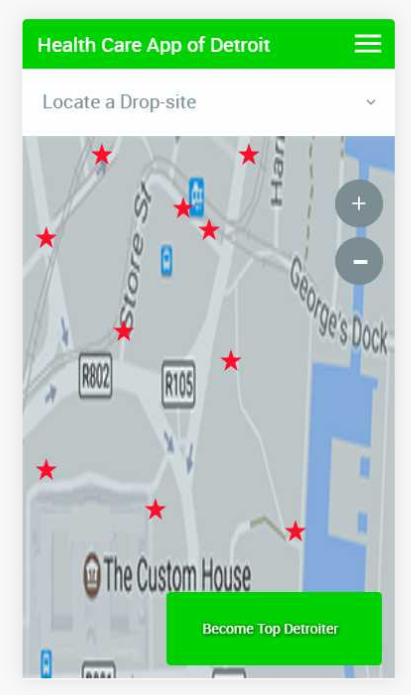 Health Care App of Detroit
Locate a Drop-site
Store St
George's Dock
R802
R105
The Custom House
Become Top Detroiter